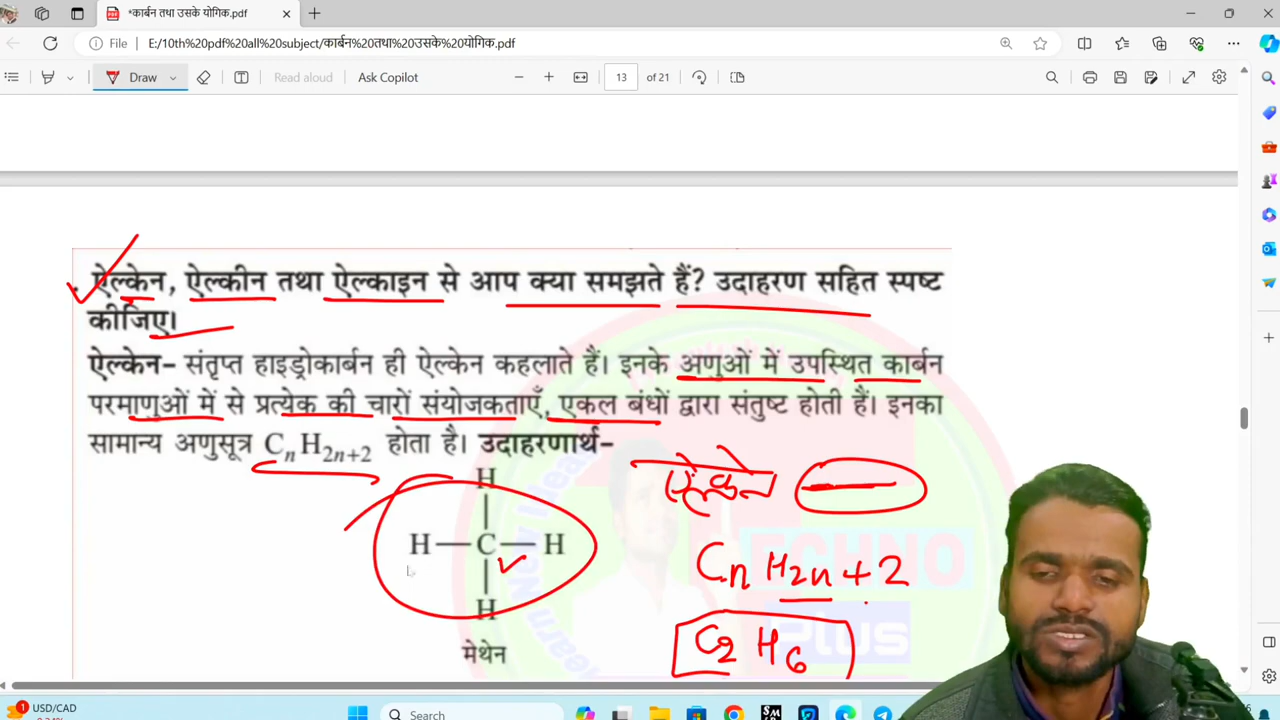 *कार्बन तथा उसके योगिक.pdf
File E:/10th%20pdf%20all%20subject/कार्बन%20तथा%20उसके%20योगिक.pdf
Draw Read aloud Ask Copilot 13 of 21
. ऐल्केन, ऐल्कीन तथा ऐल्काइन से आप क्या समझते हैं? उदाहरण सहित स्पष्ट
कीजिए।
ऐल्केन– संतृप्त हाइड्रोकार्बन ही ऐल्केन कहलाते हैं। इनके अणुओं में उपस्थित कार्बन
परमाणुओं में से प्रत्येक की चारों संयोजकताएँ, एकल बंधों द्वारा संतुष्ट होती हैं। इनका
सामान्य अणुसूत्र CnH2n+2 होता है। उदाहरणार्थ–
H
ऐल्केन
H—C—H
CnH2n+2
H
C2H6
मेथेन
TECHNO
Plus
USD/CAD
Search